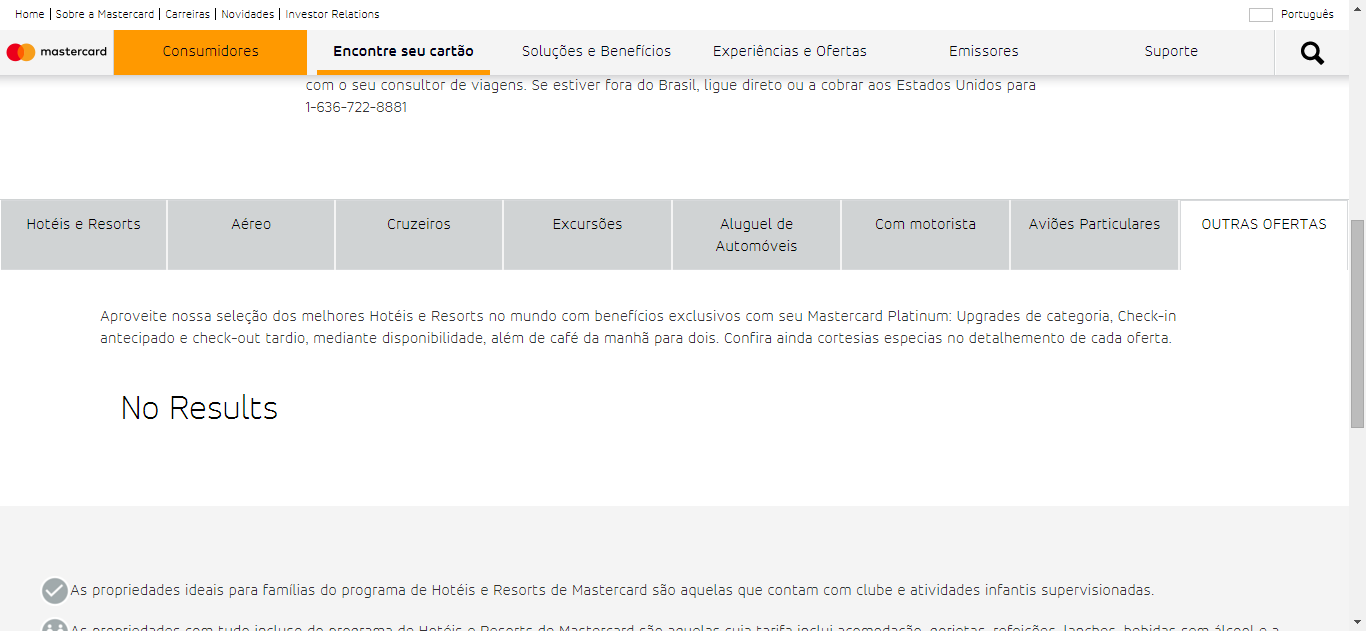 Home | Sobre a Mastercard | Carreiras | Novidades | Investor Relations
Português
mastercard
Consumidores
Encontre seu cartão
Soluções e Benefícios
Experiências e Ofertas
Emissores
Suporte
com o seu consultor de viagens. Se estiver fora do Brasil, ligue direto ou a cobrar aos Estados Unidos para
1-636-722-8881
Hotéis e Resorts
Aéreo
Cruzeiros
Excursões
Aluguel de
Automóveis
Com motorista
Aviões Particulares
OUTRAS OFERTAS
Aproveite nossa seleção dos melhores Hotéis e Resorts no mundo com benefícios exclusivos com seu Mastercard Platinum: Upgrades de categoria, Check-in
antecipado e check-out tardio, mediante disponibilidade, além de café da manhã para dois. Confira ainda cortesias especias no detalhemento de cada oferta.
No Results
As propriedades ideais para famílias do programa de Hotéis e Resorts de Mastercard são aquelas que contam com clube e atividades infantis supervisionadas.
As propriedades com tudo incluso do programa de Hotéis e Resorts de Mastercard são aquelas cuja tarifa inclui acomodação, gorjetas, refeições, lanches, bebidas sem álcool e a